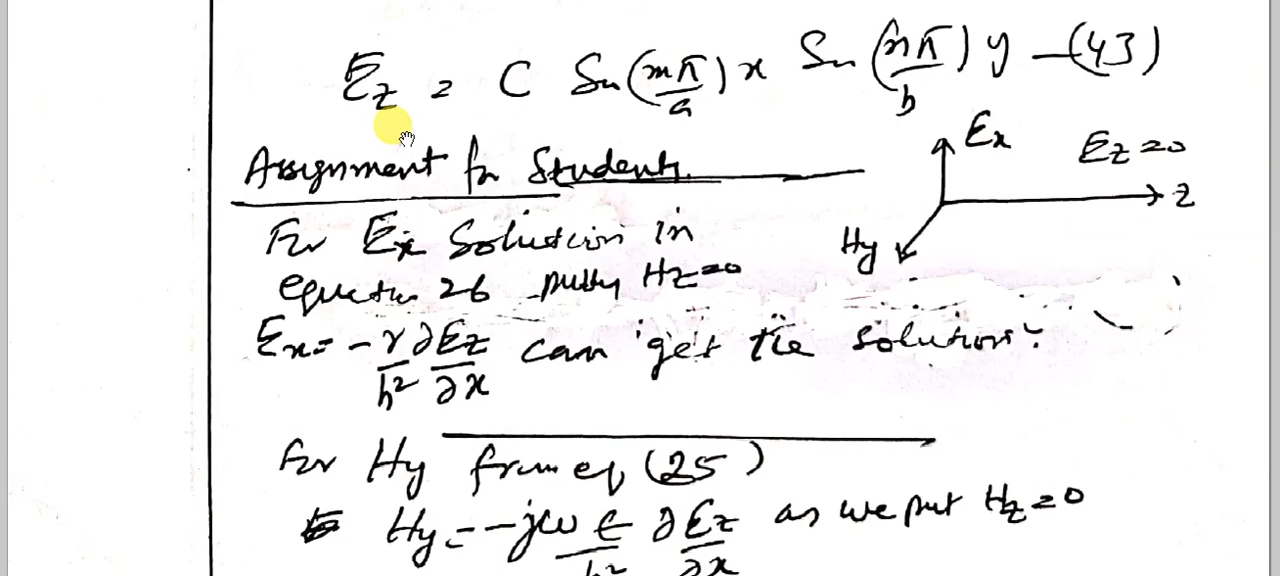 Ez = C Sin(mπ/a)x Sin(nπ/b)y —(43)
Assignment for Students.
Ex
Ez=0
z
Hy
For Ex Solution in
equation 26 putting Hz=0
Ex= -γ/h² ∂Ez/∂x can get the solution.
For Hy from eq (25)
Hy = -jωε/h² ∂Ez/∂x as we put Hz=0